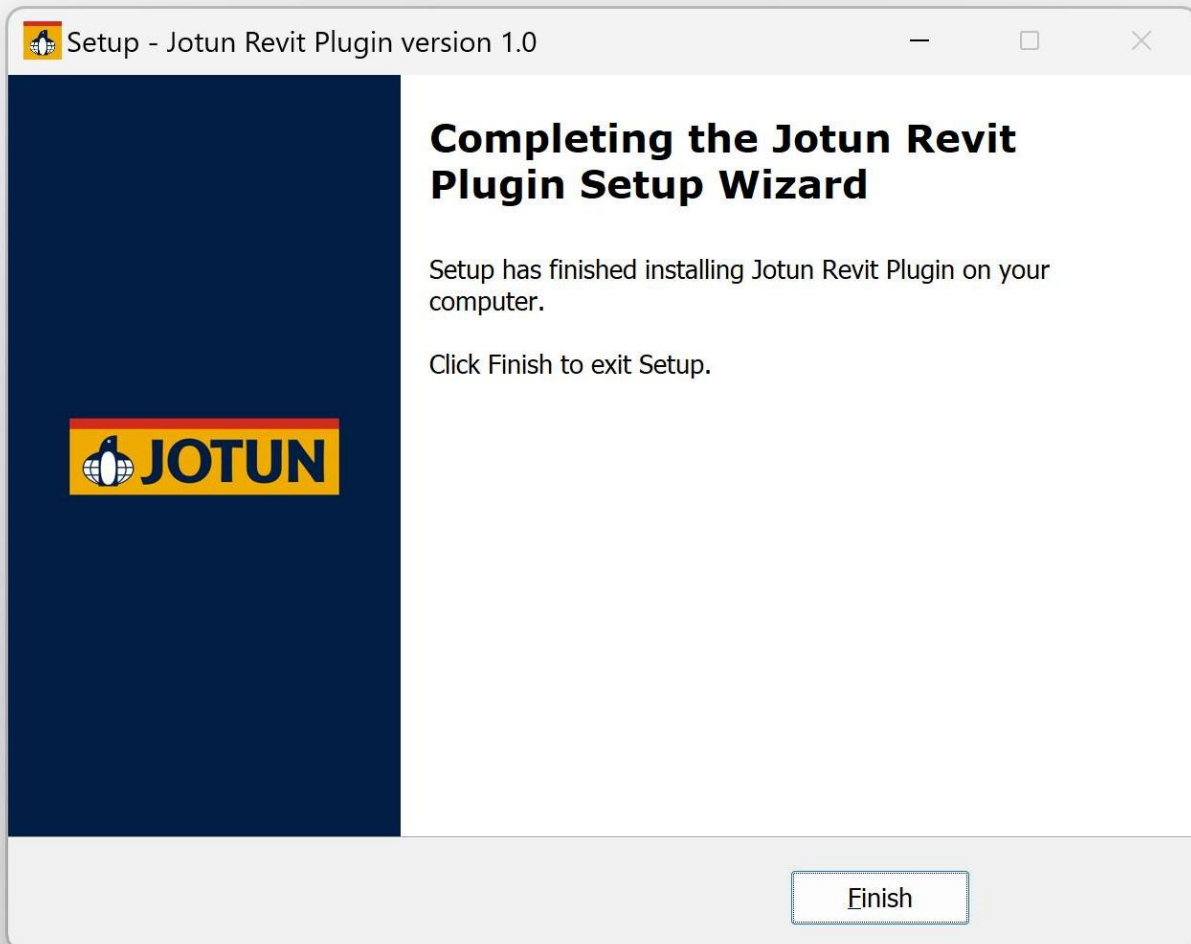 Setup - Jotun Revit Plugin version 1.0
Completing the Jotun Revit
Plugin Setup Wizard
Setup has finished installing Jotun Revit Plugin on your
computer.
Click Finish to exit Setup.
JOTUN
Finish